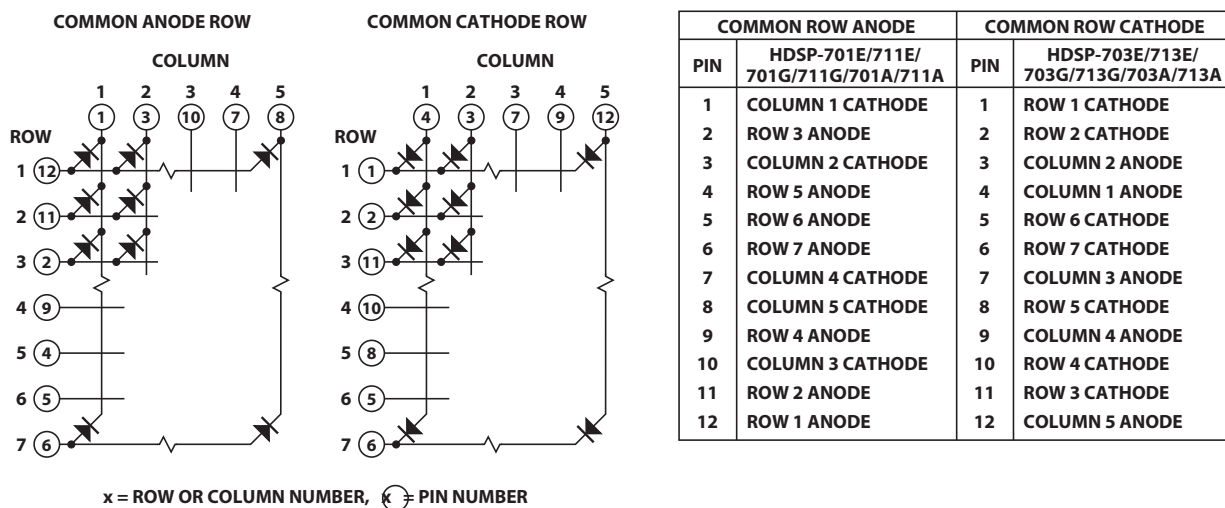 COMMON ANODE ROW
COLUMN
1 2 3 4 5
1 3 10 7 8
ROW
1 12
2 11
3 2
4 9
5 4
6 5
7 6
COMMON CATHODE ROW
COLUMN
1 2 3 4 5
4 3 7 9 12
ROW
1 1
2 2
3 11
4 10
5 8
6 5
7 6
x = ROW OR COLUMN NUMBER, x = PIN NUMBER
COMMON ROW ANODE COMMON ROW CATHODE
PIN HDSP-701E/711E/ 701G/711G/701A/711A PIN HDSP-703E/713E/ 703G/713G/703A/713A
1 COLUMN 1 CATHODE 1 ROW 1 CATHODE
2 ROW 3 ANODE 2 ROW 2 CATHODE
3 COLUMN 2 CATHODE 3 COLUMN 2 ANODE
4 ROW 5 ANODE 4 COLUMN 1 ANODE
5 ROW 6 ANODE 5 ROW 6 CATHODE
6 ROW 7 ANODE 6 ROW 7 CATHODE
7 COLUMN 4 CATHODE 7 COLUMN 3 ANODE
8 COLUMN 5 CATHODE 8 ROW 5 CATHODE
9 ROW 4 ANODE 9 COLUMN 4 ANODE
10 COLUMN 3 CATHODE 10 ROW 4 CATHODE
11 ROW 2 ANODE 11 ROW 3 CATHODE
12 ROW 1 ANODE 12 COLUMN 5 ANODE